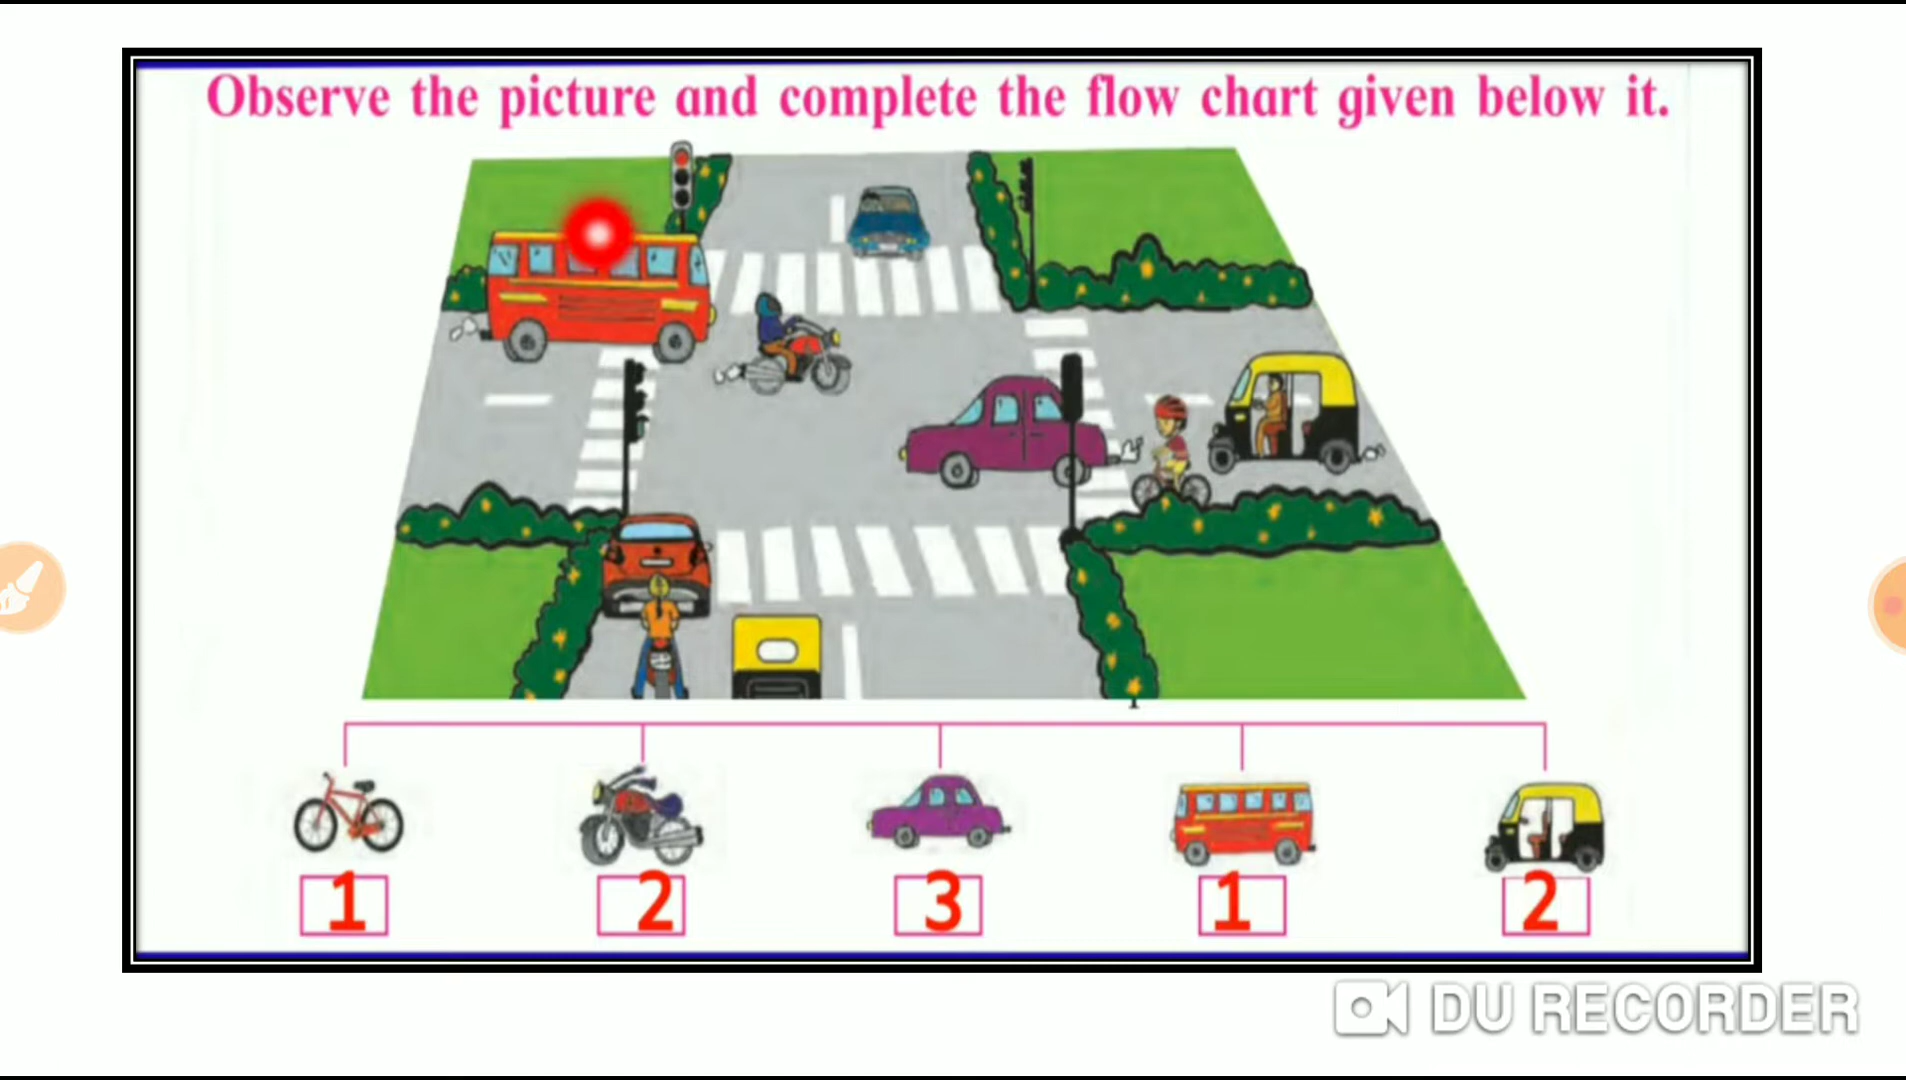 Observe the picture and complete the flow chart given below it.
1 2 3 1 2
DU RECORDER